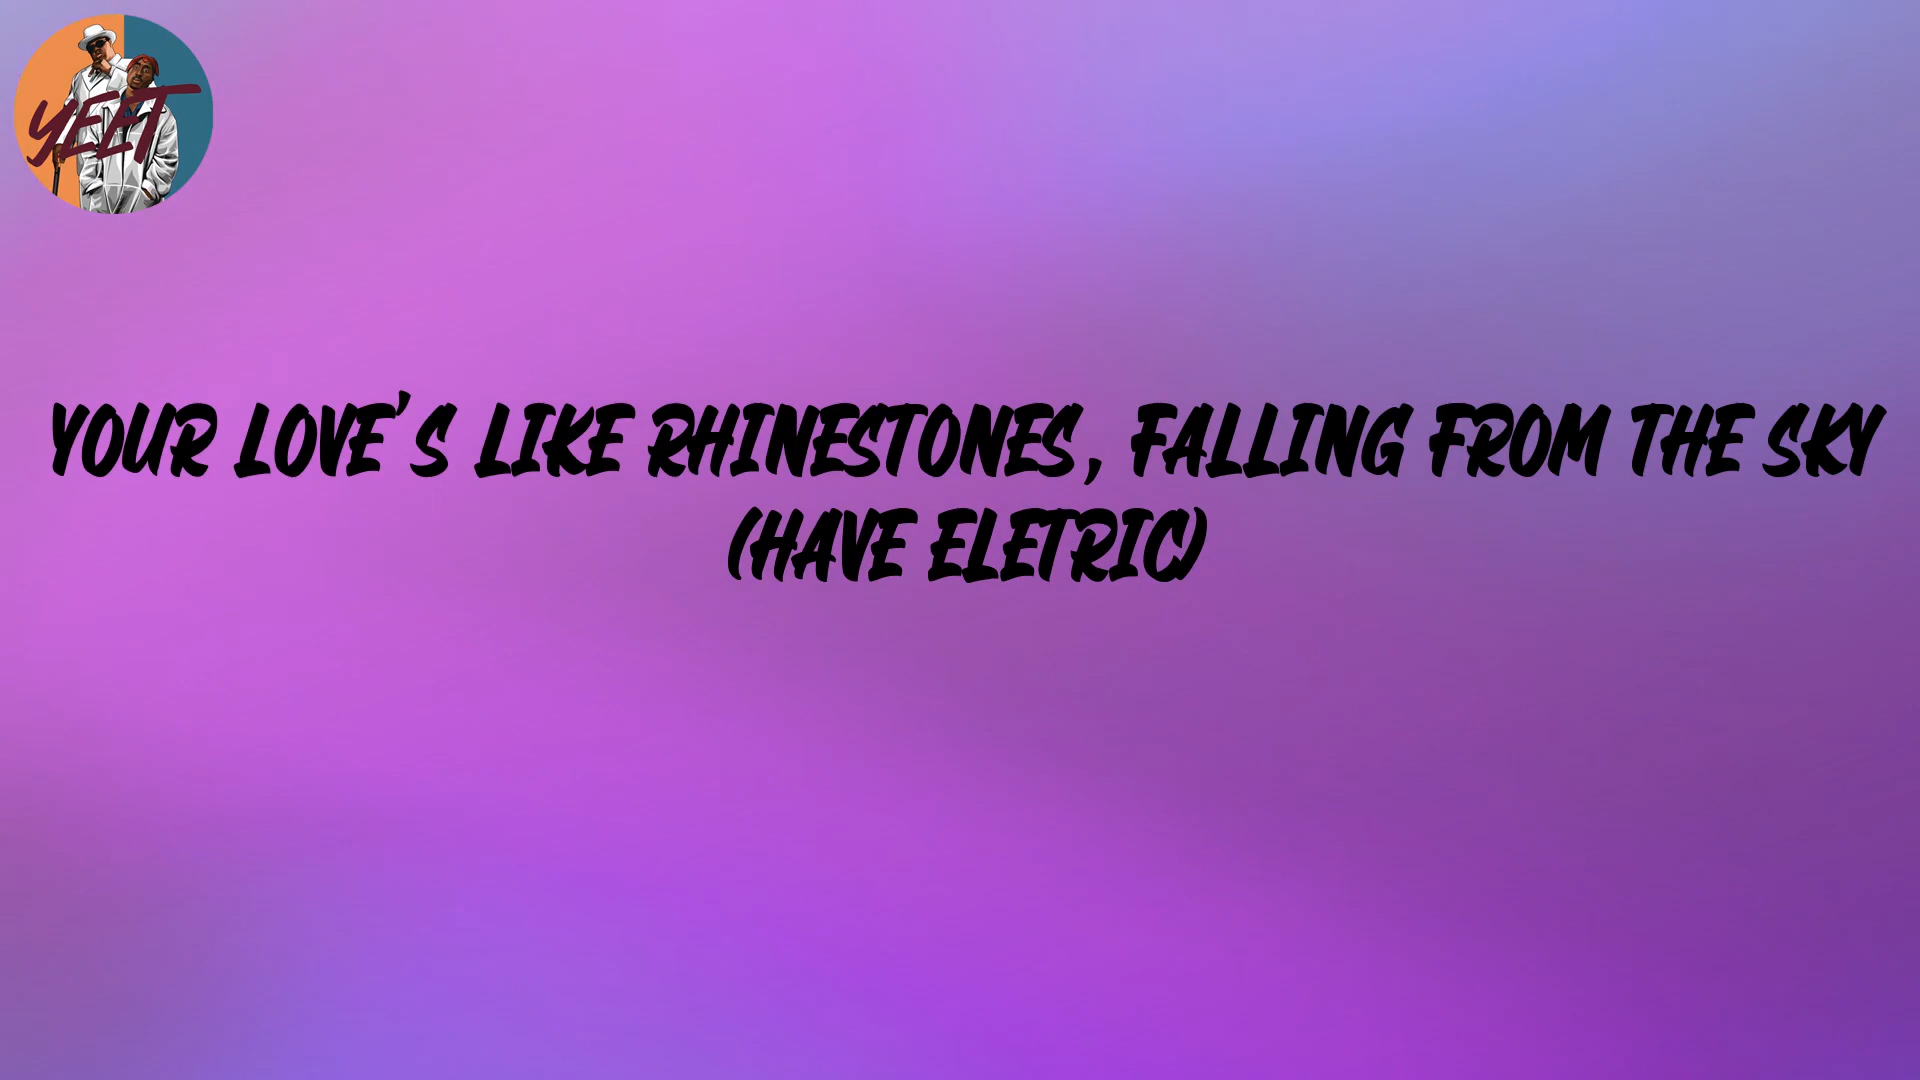 YEET
YOUR LOVE'S LIKE RHINESTONES, FALLING FROM THE SKY
(HAVE ELETRIC)